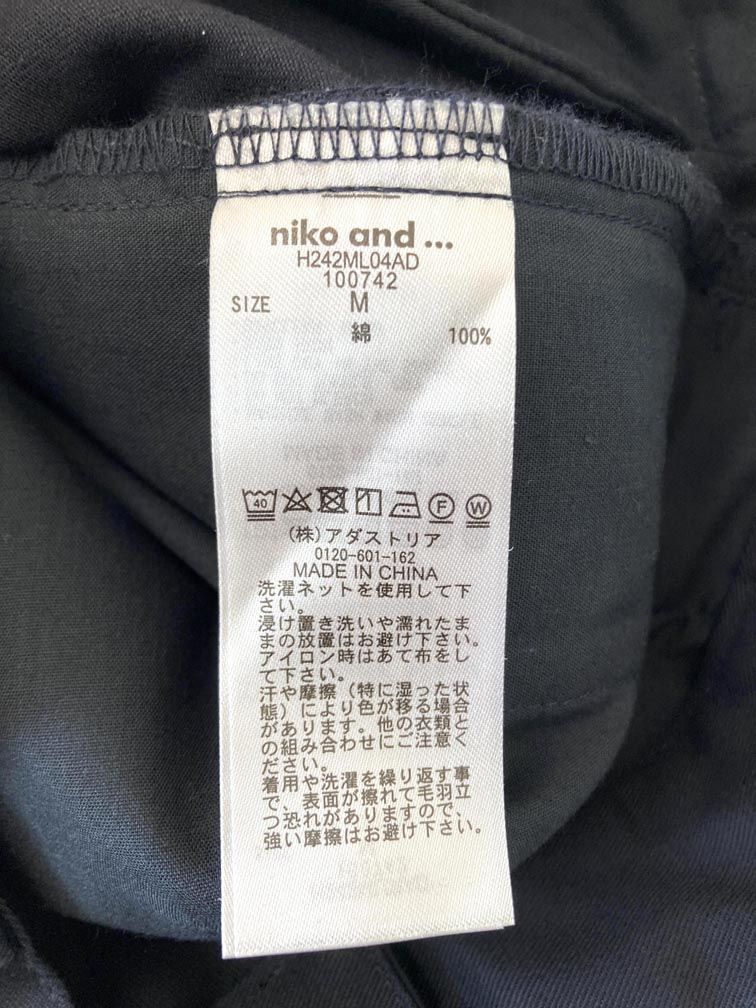 niko and ...
H242ML04AD
100742
SIZE M
綿 100%
40 F W
(株)アダストリア
0120-601-162
MADE IN CHINA
洗濯ネットを使用して下
さい。
浸け置き洗いや濡れたま
まの放置はお避け下さい。
アイロン時はあて布をし
て下さい。
汗や摩擦（特に湿った状
態）により色が移る場合
があります。他の衣類と
の組み合わせにご注意く
ださい。
着用や洗濯を繰り返す事
で、表面が擦れて毛羽立
つ恐れがありますので、
強い摩擦はお避け下さい。